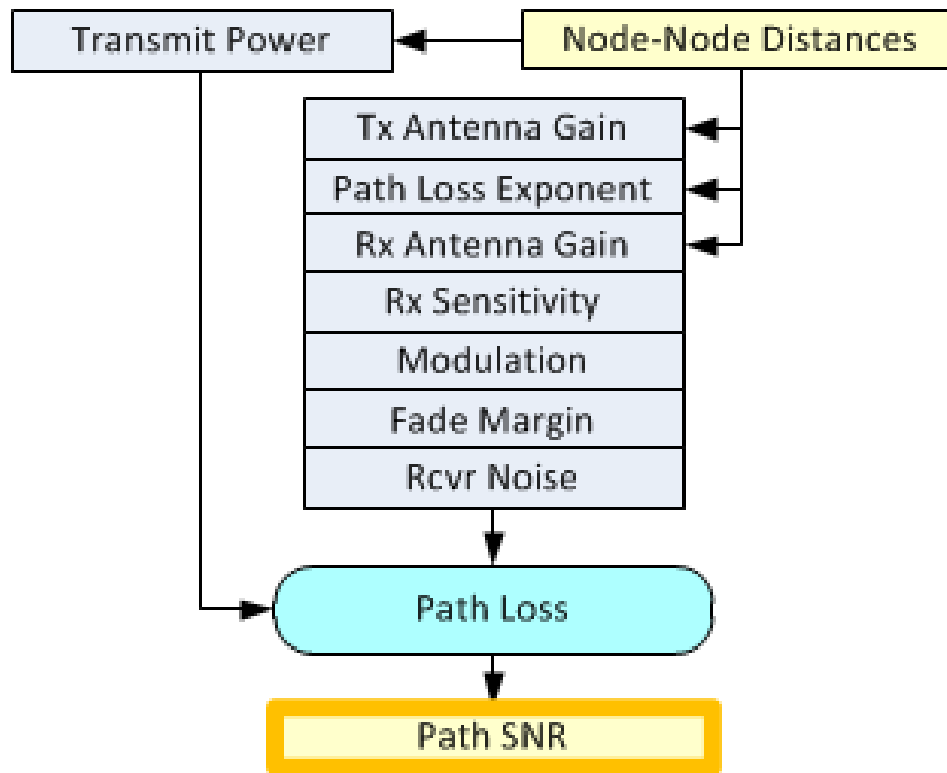 Transmit Power
Node-Node Distances
Tx Antenna Gain
Path Loss Exponent
Rx Antenna Gain
Rx Sensitivity
Modulation
Fade Margin
Rcvr Noise
Path Loss
Path SNR